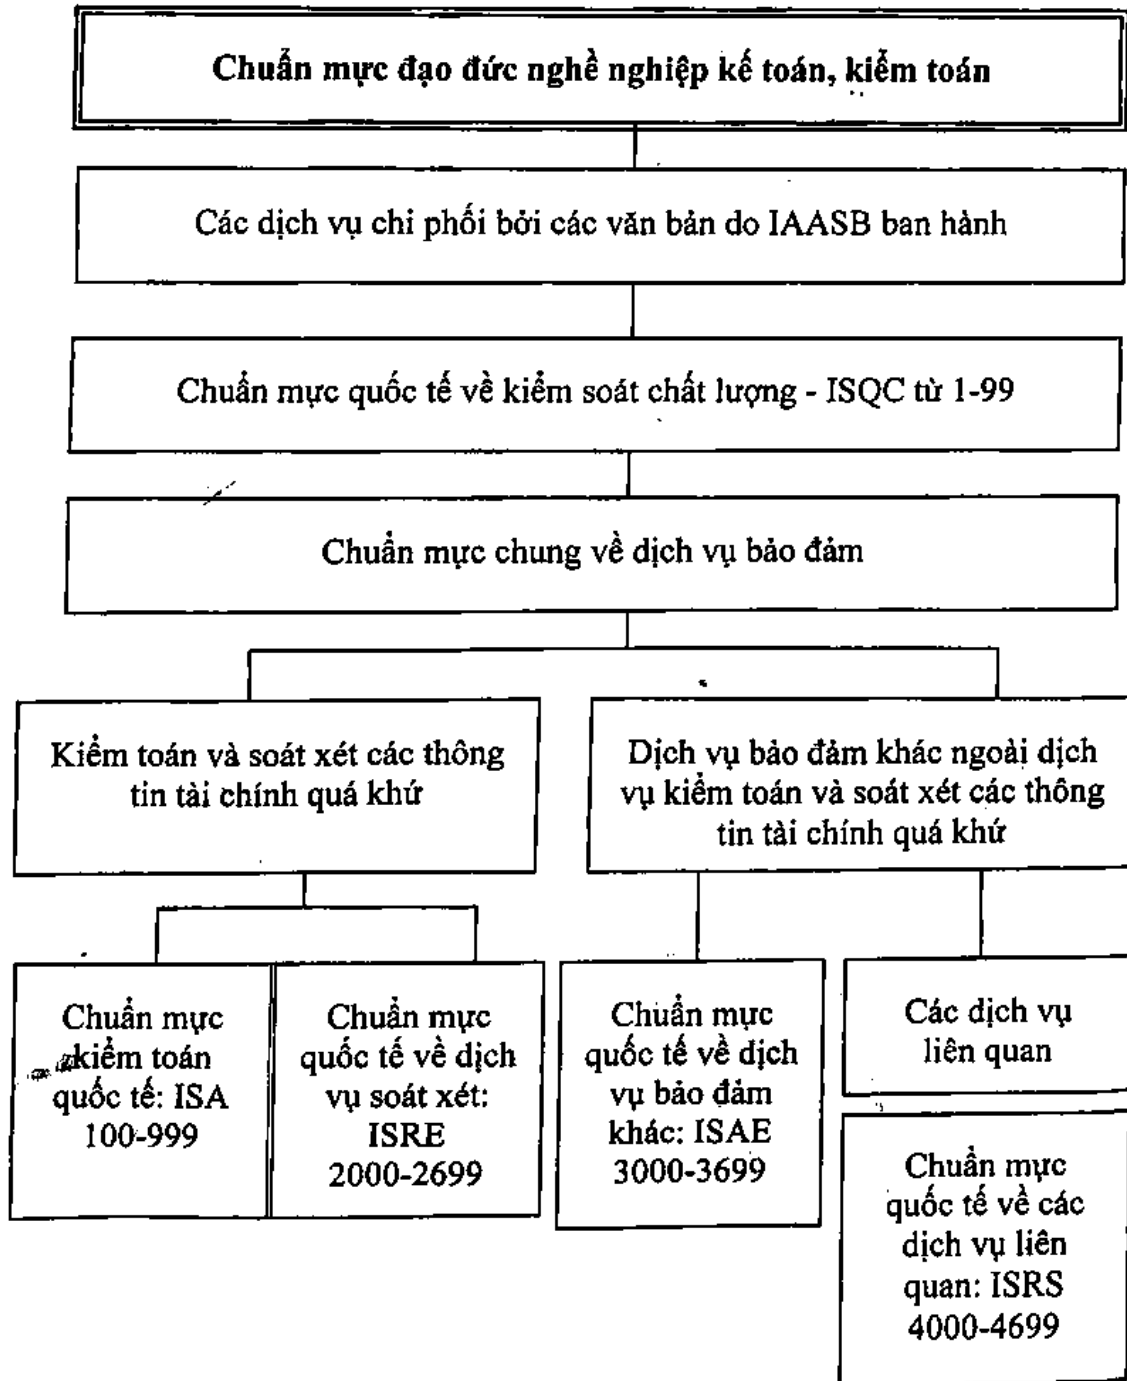 Chuẩn mực đạo đức nghề nghiệp kế toán, kiểm toán
Các dịch vụ chi phối bởi các văn bản do IAASB ban hành
Chuẩn mực quốc tế về kiểm soát chất lượng - ISQC từ 1-99
Chuẩn mực chung về dịch vụ bảo đảm
Kiểm toán và soát xét các thông
tin tài chính quá khứ
Dịch vụ bảo đảm khác ngoài dịch
vụ kiểm toán và soát xét các thông
tin tài chính quá khứ
Chuẩn mực
kiểm toán
quốc tế: ISA
100-999
Chuẩn mực
quốc tế về dịch
vụ soát xét:
ISRE
2000-2699
Chuẩn mực
quốc tế về dịch
vụ bảo đảm
khác: ISAE
3000-3699
Các dịch vụ
liên quan
Chuẩn mực
quốc tế về các
dịch vụ liên
quan: ISRS
4000-4699